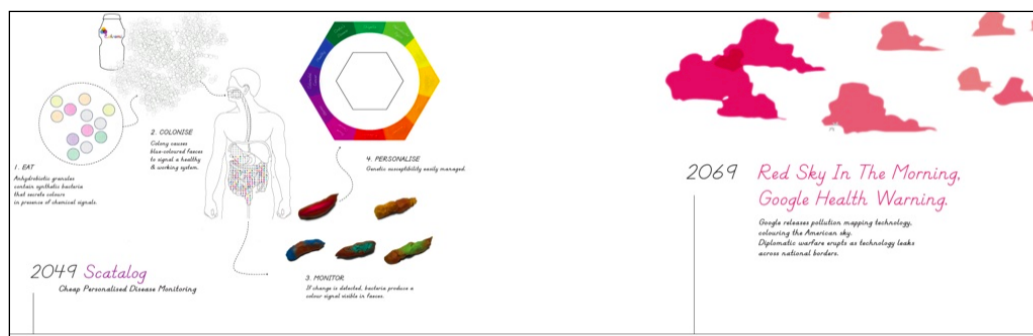 1. EAT
Anhydrobiotic granules
contain synthetic bacteria
that secrete colours
in presence of chemical signals.
2. COLONISE
Colony causes
blue-coloured faeces
to signal a healthy
& working system.
4. PERSONALISE
Genetic susceptibility easily managed.
3. MONITOR
If change is detected, bacteria produce a
colour signal visible in faeces.
2049 Scatalog
Cheap Personalised Disease Monitoring
2069 Red Sky In The Morning,
Google Health Warning.
Google releases pollution mapping technology,
colouring the American sky.
Diplomatic warfare erupts as technology leaks
across national borders.